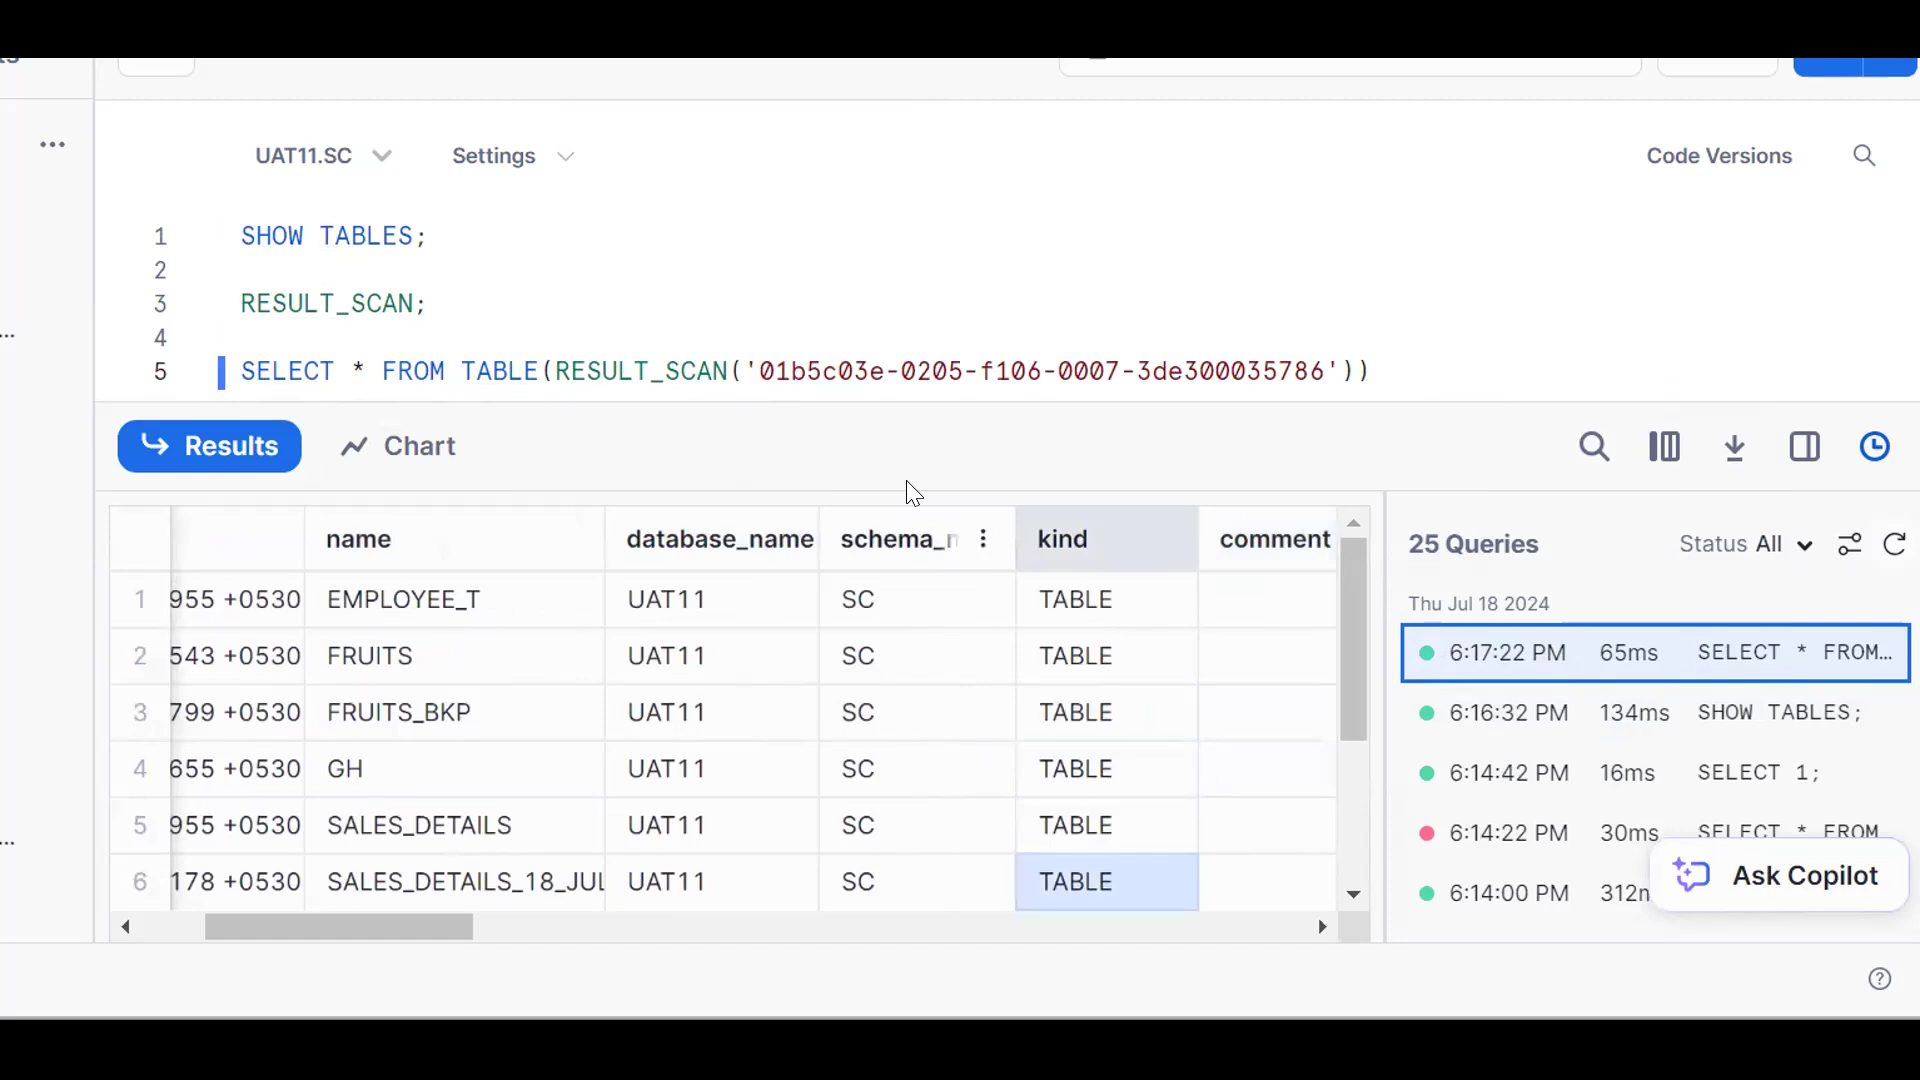 ...
UAT11.SC Settings Code Versions
1 SHOW TABLES;
2
3 RESULT_SCAN;
4
5 SELECT * FROM TABLE(RESULT_SCAN('01b5c03e-0205-f106-0007-3de300035786'))
...
Results Chart
name database_name schema_n kind comment
1 955 +0530 EMPLOYEE_T UAT11 SC TABLE
2 543 +0530 FRUITS UAT11 SC TABLE
3 799 +0530 FRUITS_BKP UAT11 SC TABLE
4 655 +0530 GH UAT11 SC TABLE
5 955 +0530 SALES_DETAILS UAT11 SC TABLE
6 178 +0530 SALES_DETAILS_18_JUL UAT11 SC TABLE
25 Queries Status All
Thu Jul 18 2024
6:17:22 PM 65ms SELECT * FROM...
6:16:32 PM 134ms SHOW TABLES;
6:14:42 PM 16ms SELECT 1;
6:14:22 PM 30ms SELECT * FROM
6:14:00 PM 312
Ask Copilot
...